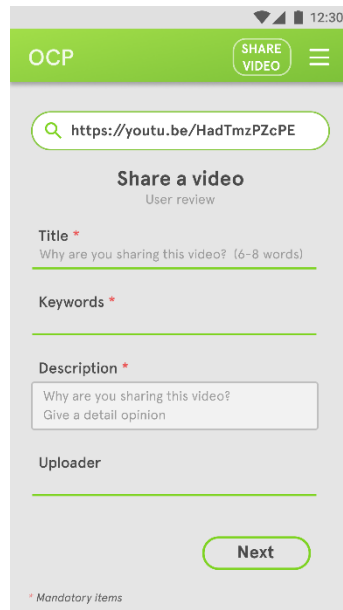 12:30
OCP
SHARE
VIDEO
https://youtu.be/HadTmzPZcPE
Share a video
User review
Title *
Why are you sharing this video? (6-8 words)
Keywords *
Description *
Why are you sharing this video?
Give a detail opinion
Uploader
Next
* Mandatory items